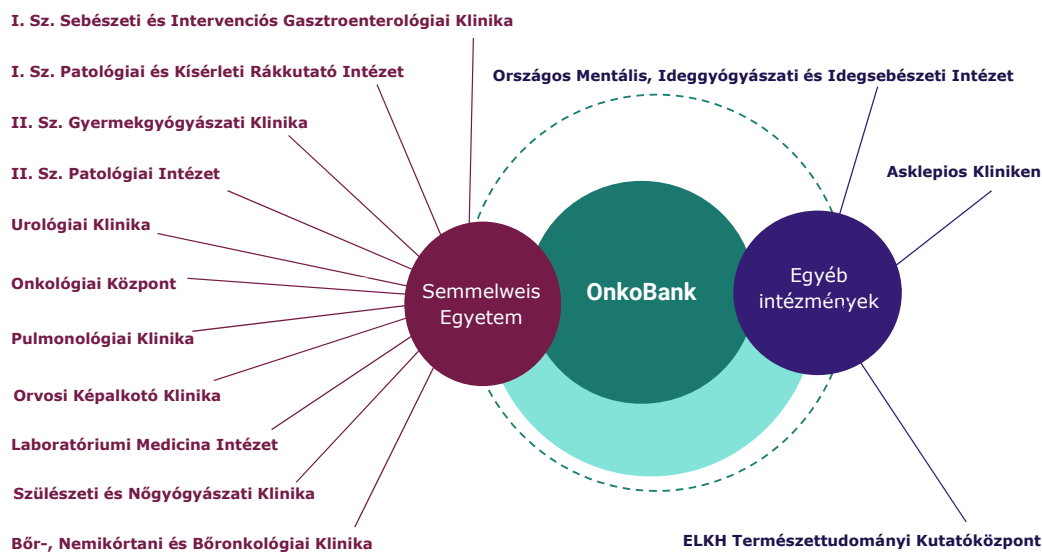 I. Sz. Sebészeti és Intervenciós Gasztroenterológiai Klinika
I. Sz. Patológiai és Kísérleti Rákkutató Intézet
II. Sz. Gyermekgyógyászati Klinika
II. Sz. Patológiai Intézet
Urológiai Klinika
Onkológiai Központ
Pulmonológiai Klinika
Orvosi Képalkotó Klinika
Laboratóriumi Medicina Intézet
Szülészeti és Nőgyógyászati Klinika
Bőr-, Nemikórtani és Bőronkológiai Klinika
Semmelweis
Egyetem
OnkoBank
Egyéb
intézmények
Országos Mentális, Ideggyógyászati és Idegsebészeti Intézet
Asklepios Kliniken
ELKH Természettudományi Kutatóközpont